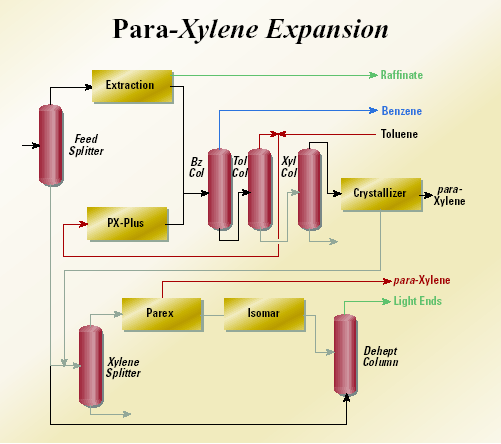 Para-Xylene Expansion
Raffinate
Extraction
Benzene
Toluene
Feed
Splitter
Bz
Col
Tol
Col
Xyl
Col
Crystallizer
para-
Xylene
PX-Plus
para-Xylene
Light Ends
Parex
Isomar
Xylene
Splitter
Dehept
Column